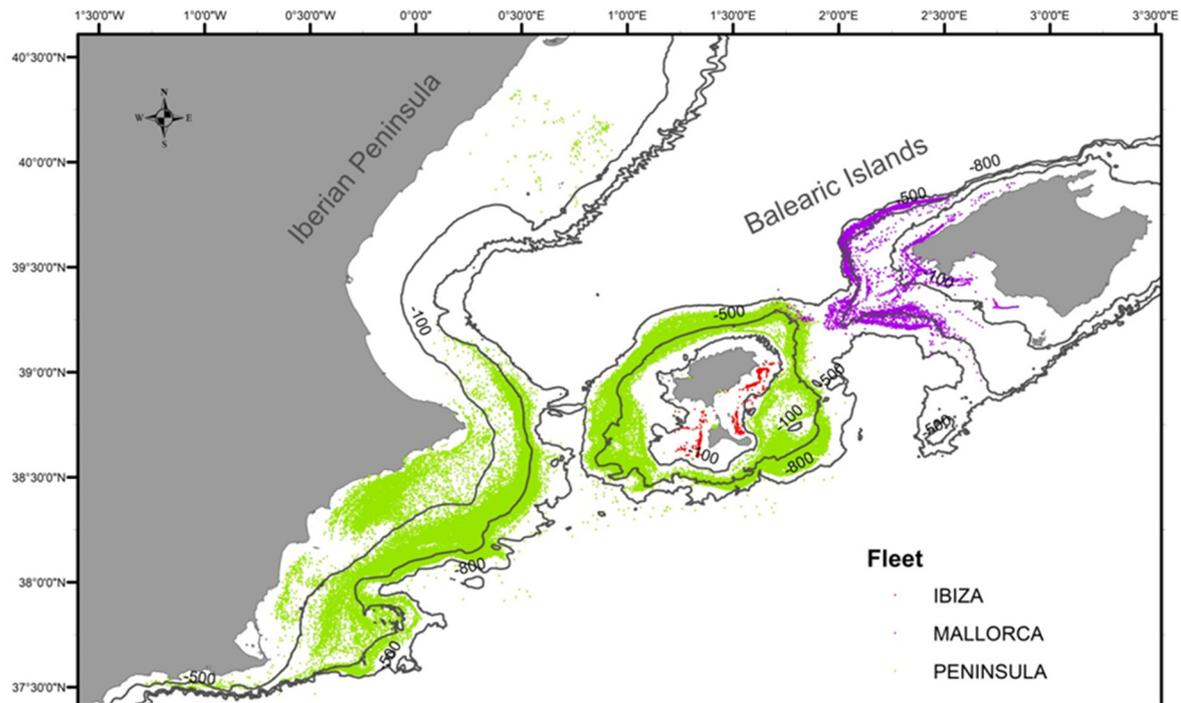 1°30'0"W 1°0'0"W 0°30'0"W 0°0'0" 0°30'0"E 1°0'0"E 1°30'0"E 2°0'0"E 2°30'0"E 3°0'0"E 3°30'0"E
40°30'0"N
N
W E
S
Iberian Peninsula
Balearic Islands
40°0'0"N
-800
-500
39°30'0"N
-100
-100
-500
39°0'0"N
-500
-100
-500
-100
-800
38°30'0"N
Fleet
38°0'0"N
-800
IBIZA
MALLORCA
-500
PENINSULA
-500
37°30'0"N